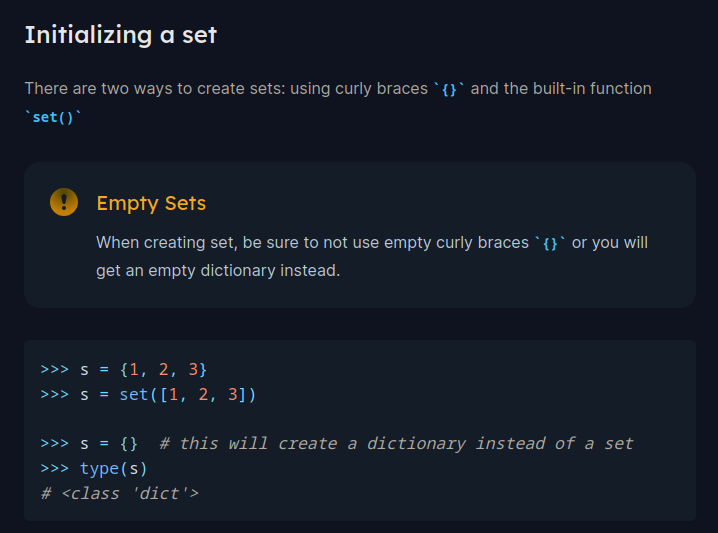 Initializing a set
There are two ways to create sets: using curly braces `{}` and the built-in function
`set()`
Empty Sets
When creating set, be sure to not use empty curly braces `{}` or you will
get an empty dictionary instead.
>>> s = {1, 2, 3}
>>> s = set([1, 2, 3])
>>> s = {}  # this will create a dictionary instead of a set
>>> type(s)
# <class 'dict'>